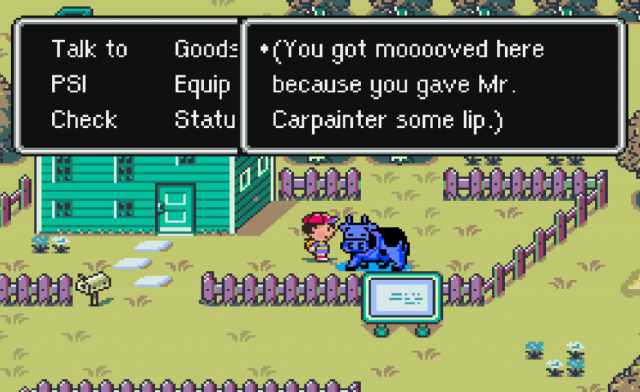 Talk to Goods
PSI Equip
Check Statu
•(You got mooooved here
because you gave Mr.
Carpainter some lip.)